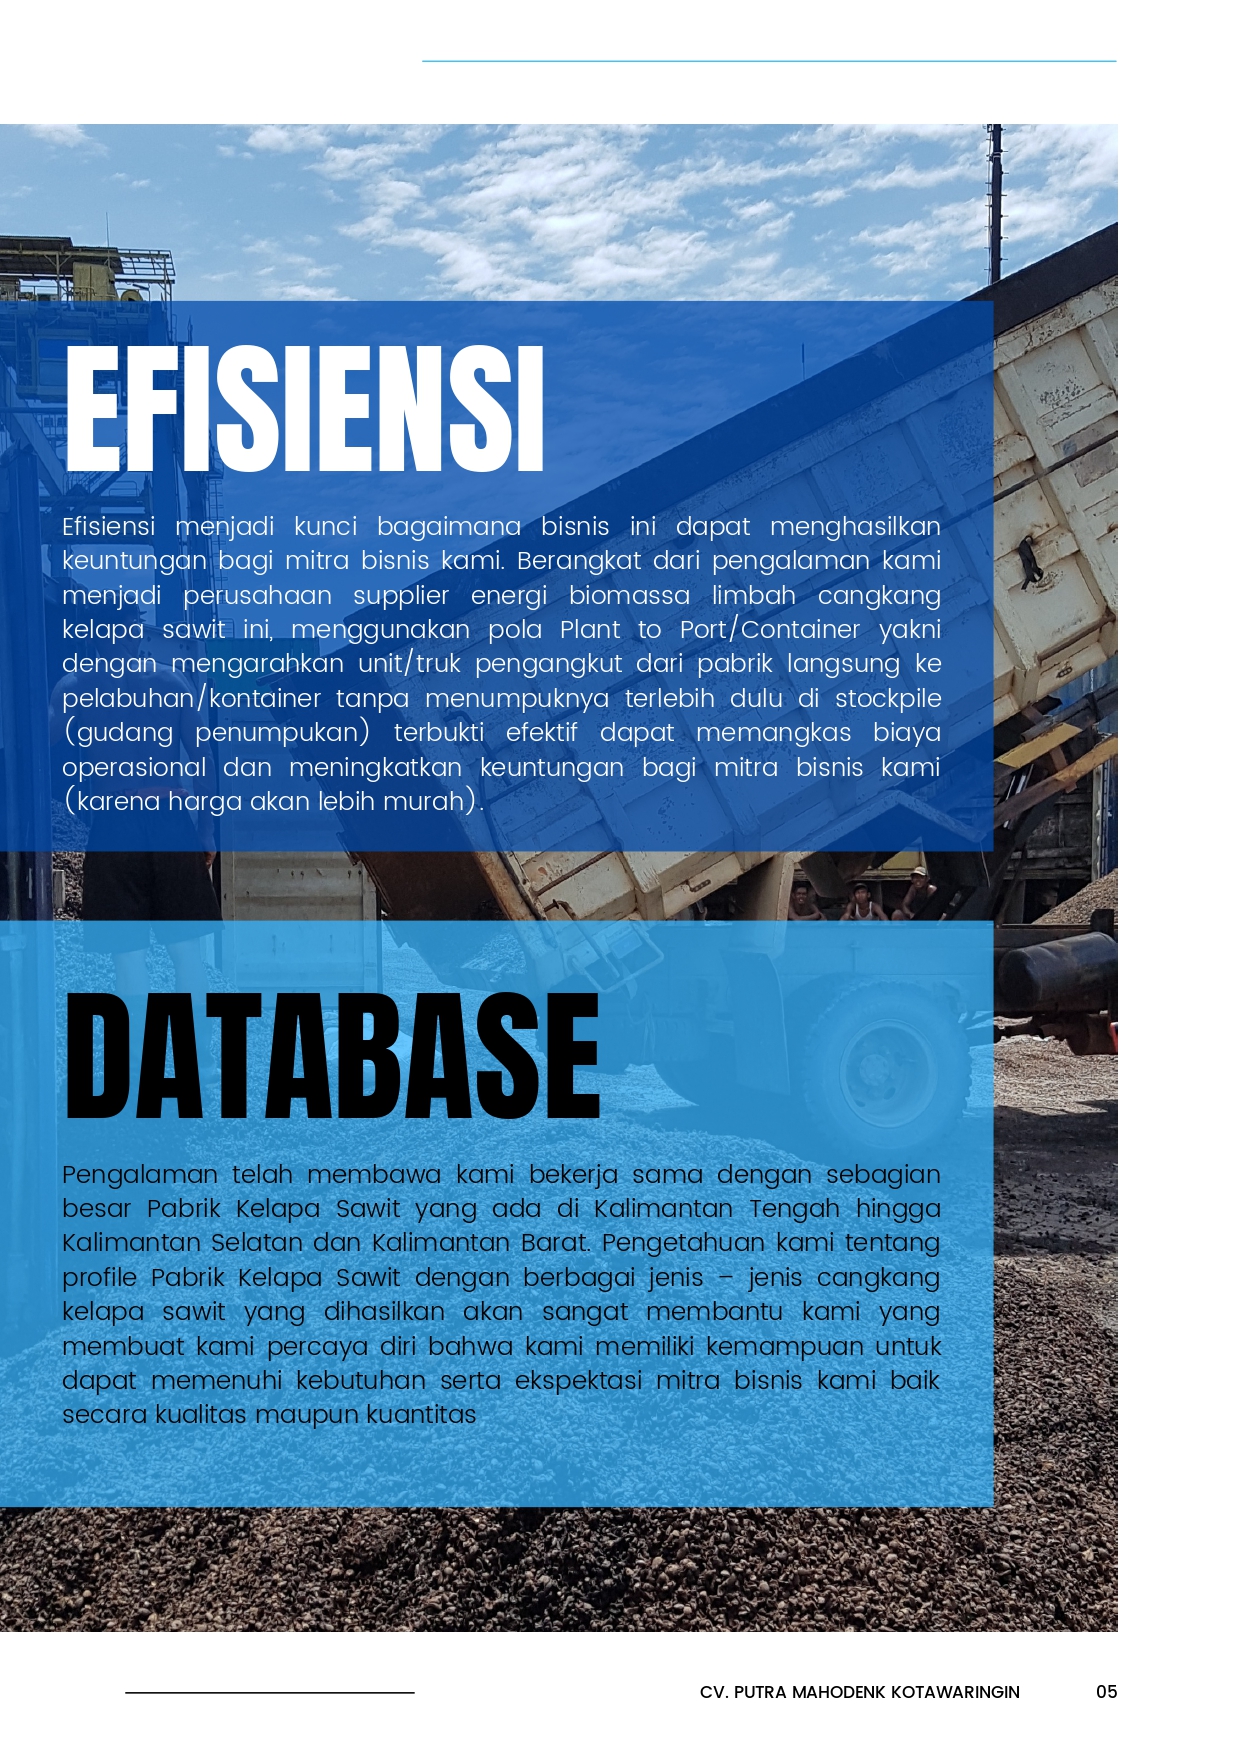 EFISIENSI
Efisiensi menjadi kunci bagaimana bisnis ini dapat menghasilkan
keuntungan bagi mitra bisnis kami. Berangkat dari pengalaman kami
menjadi perusahaan supplier energi biomassa limbah cangkang
kelapa sawit ini, menggunakan pola Plant to Port/Container yakni
dengan mengarahkan unit/truk pengangkut dari pabrik langsung ke
pelabuhan/kontainer tanpa menumpuknya terlebih dulu di stockpile
(gudang penumpukan) terbukti efektif dapat memangkas biaya
operasional dan meningkatkan keuntungan bagi mitra bisnis kami
(karena harga akan lebih murah).
DATABASE
Pengalaman telah membawa kami bekerja sama dengan sebagian
besar Pabrik Kelapa Sawit yang ada di Kalimantan Tengah hingga
Kalimantan Selatan dan Kalimantan Barat. Pengetahuan kami tentang
profile Pabrik Kelapa Sawit dengan berbagai jenis – jenis cangkang
kelapa sawit yang dihasilkan akan sangat membantu kami yang
membuat kami percaya diri bahwa kami memiliki kemampuan untuk
dapat memenuhi kebutuhan serta ekspektasi mitra bisnis kami baik
secara kualitas maupun kuantitas
CV. PUTRA MAHODENK KOTAWARINGIN 05